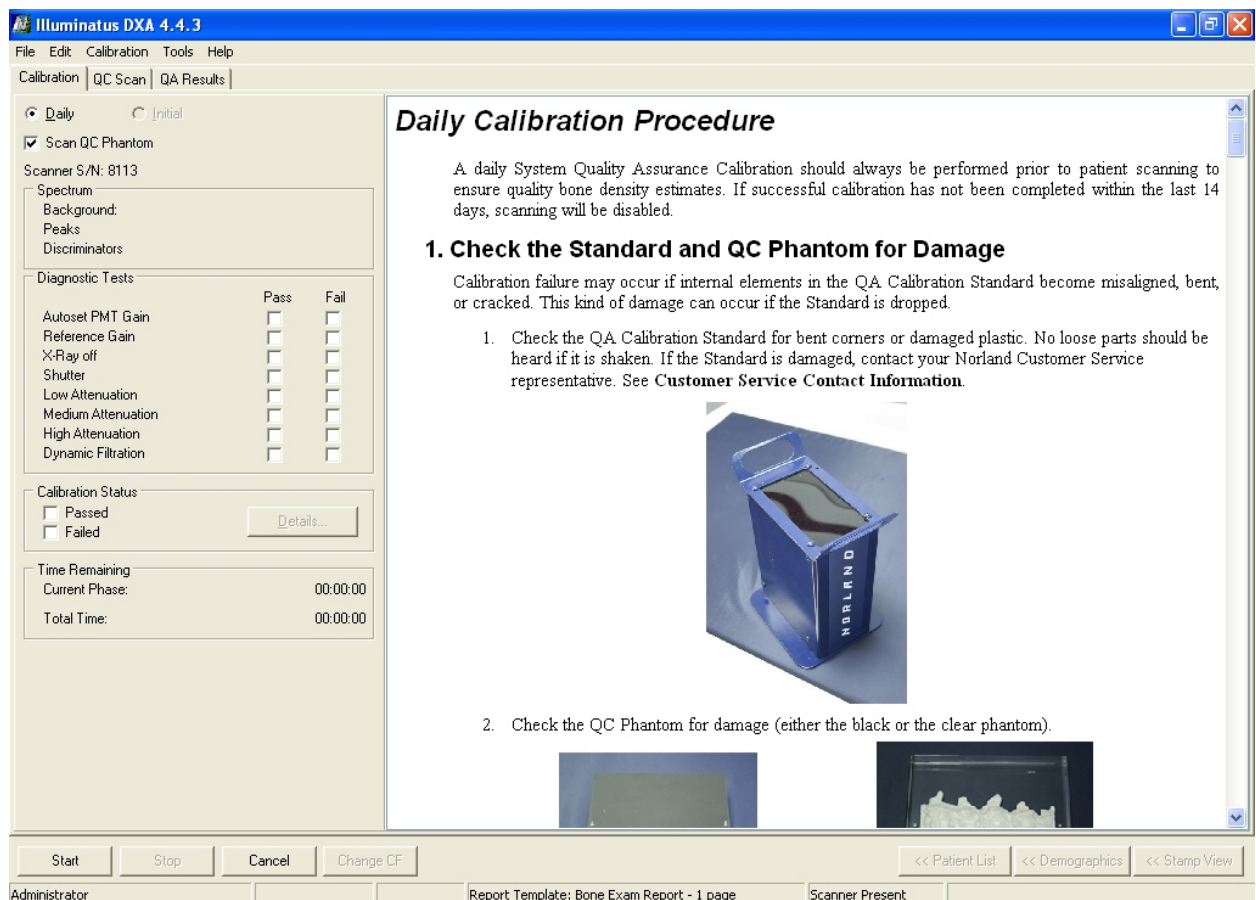 Illuminatus DXA 4.4.3
File Edit Calibration Tools Help
Calibration QC Scan QA Results
Daily Initial
Scan QC Phantom
Scanner S/N: 8113
Spectrum
Background:
Peaks
Discriminators
Diagnostic Tests
Pass Fail
Autoset PMT Gain
Reference Gain
X-Ray off
Shutter
Low Attenuation
Medium Attenuation
High Attenuation
Dynamic Filtration
Calibration Status
Passed
Failed
Details...
Time Remaining
Current Phase: 00:00:00
Total Time: 00:00:00
Daily Calibration Procedure
A daily System Quality Assurance Calibration should always be performed prior to patient scanning to
ensure quality bone density estimates. If successful calibration has not been completed within the last 14
days, scanning will be disabled.
1. Check the Standard and QC Phantom for Damage
Calibration failure may occur if internal elements in the QA Calibration Standard become misaligned, bent,
or cracked. This kind of damage can occur if the Standard is dropped.
1. Check the QA Calibration Standard for bent corners or damaged plastic. No loose parts should be
heard if it is shaken. If the Standard is damaged, contact your Norland Customer Service
representative. See Customer Service Contact Information.
NORLAND
2. Check the QC Phantom for damage (either the black or the clear phantom).
Start Stop Cancel Change CF << Patient List << Demographics << Stamp View
Administrator Report Template: Bone Exam Report - 1 page Scanner Present